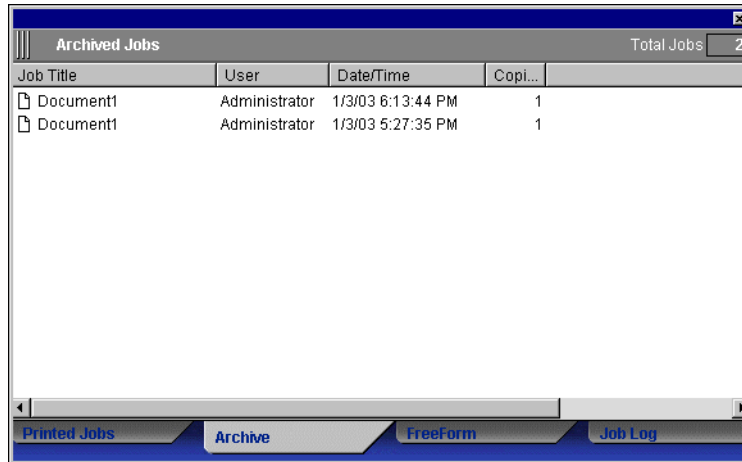 Archived Jobs Total Jobs 2
Job Title User Date/Time Copi...
Document1 Administrator 1/3/03 6:13:44 PM 1
Document1 Administrator 1/3/03 5:27:35 PM 1
Printed Jobs Archive FreeForm Job Log